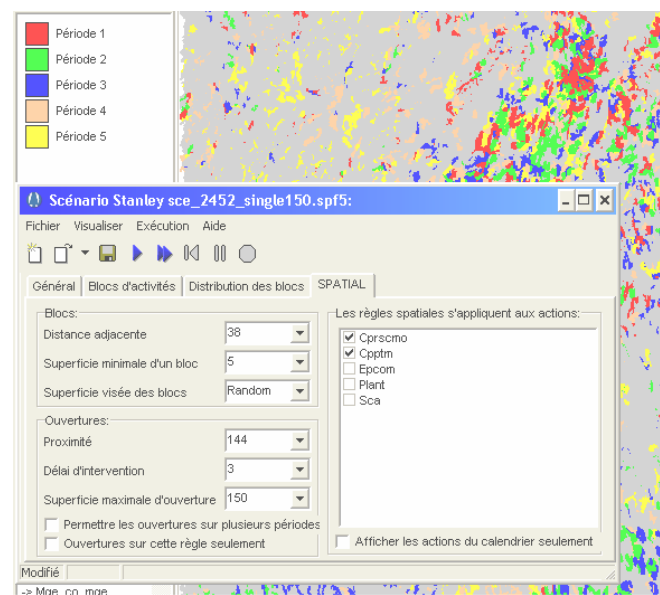 Période 1
Période 2
Période 3
Période 4
Période 5
Scénario Stanley sce_2452_single150.spf5:
Fichier Visualiser Exécution Aide
Général Blocs d'activités Distribution des blocs SPATIAL
Blocs:
Distance adjacente 38
Superficie minimale d'un bloc 5
Superficie visée des blocs Random
Ouvertures:
Proximité 144
Délai d'intervention 3
Superficie maximale d'ouverture 150
Permettre les ouvertures sur plusieurs périodes
Ouvertures sur cette règle seulement
Les règles spatiales s'appliquent aux actions:
Cprscmo
Cpptm
Epcom
Plant
Sca
Afficher les actions du calendrier seulement
Modifié
-> Mge_co_mge